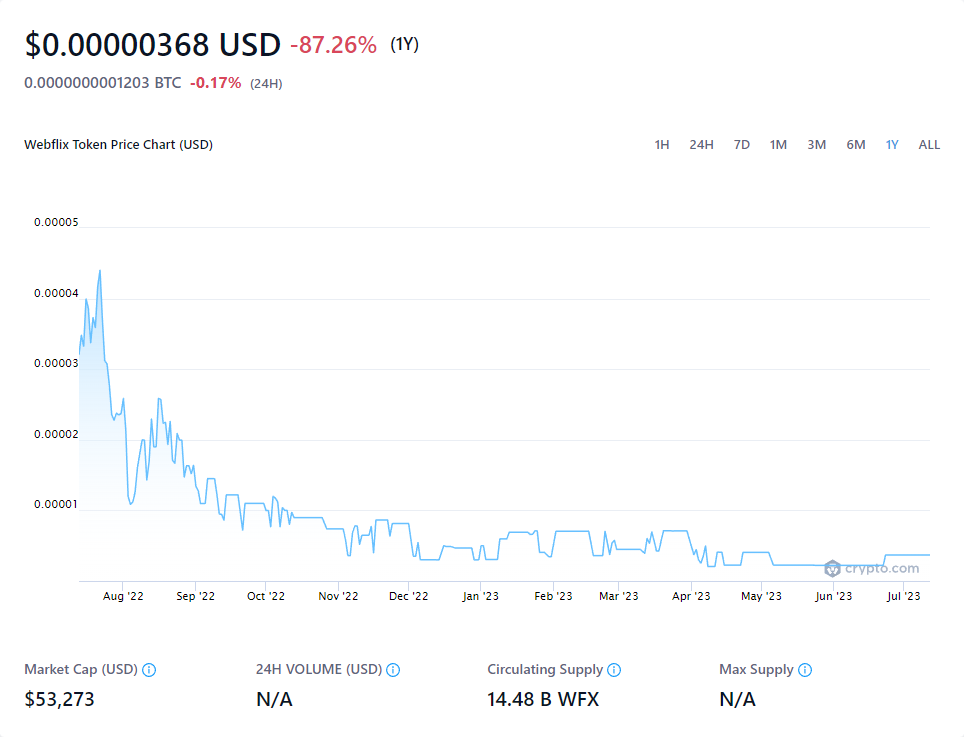 $0.00000368 USD -87.26% (1Y)
0.0000000001203 BTC -0.17% (24H)
Webflix Token Price Chart (USD) 1H 24H 7D 1M 3M 6M 1Y ALL
0.00005
0.00004
0.00003
0.00002
0.00001
crypto.com
Aug '22 Sep '22 Oct '22 Nov '22 Dec '22 Jan '23 Feb '23 Mar '23 Apr '23 May '23 Jun '23 Jul '23
Market Cap (USD) 24H VOLUME (USD) Circulating Supply Max Supply
$53,273 N/A 14.48 B WFX N/A